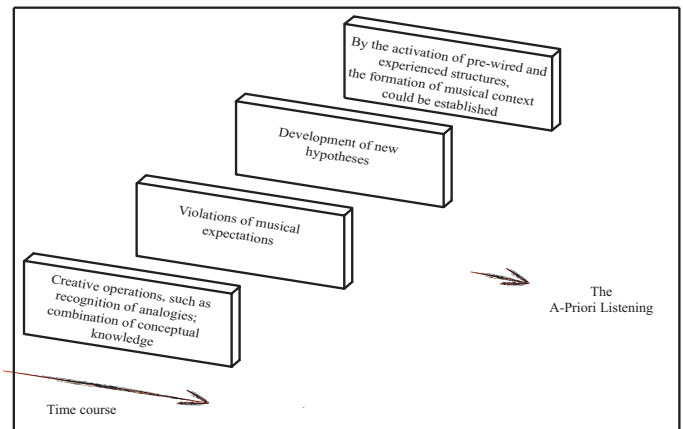 By the activation of pre-wired and
experienced structures,
the formation of musical context
could be established
Development of new
hypotheses
Violations of musical
expectations
Creative operations, such as
recognition of analogies;
combination of conceptual
knowledge
The
A-Priori Listening
Time course